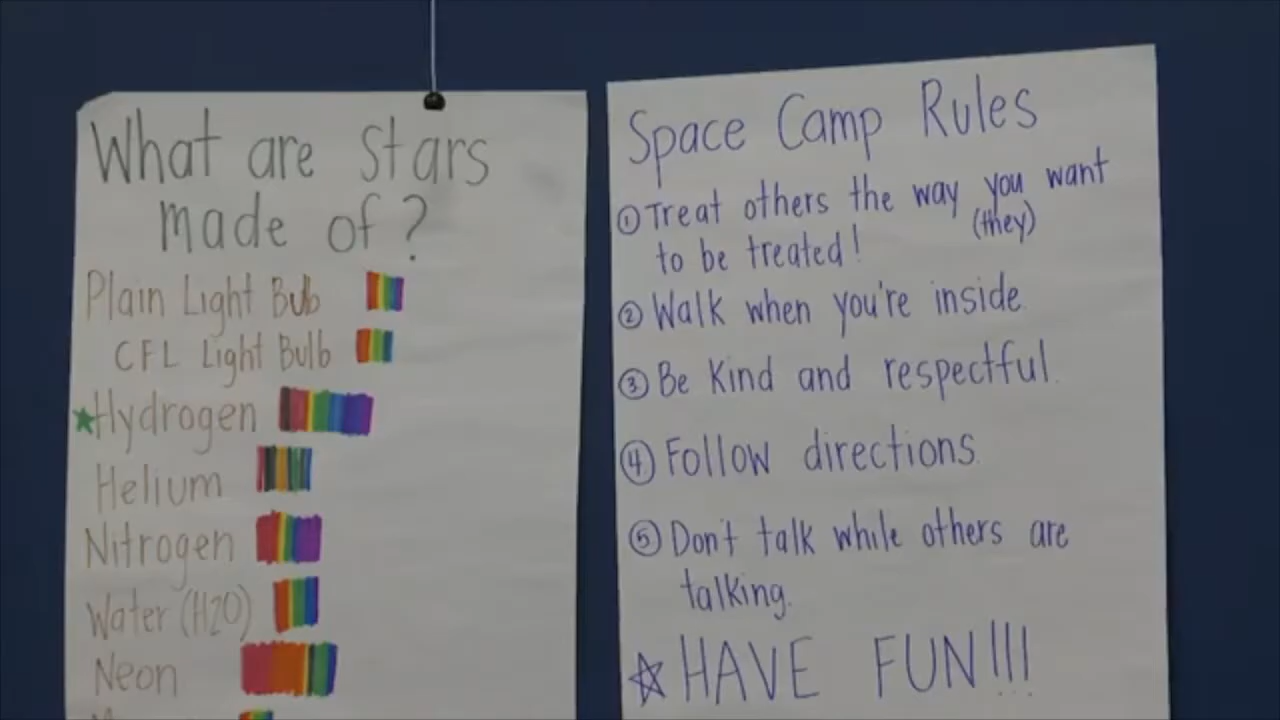 What are Stars
made of?
Plain Light Bub
CFL Light Bulb
Hydrogen
Helium
Nitrogen
Water (H2O)
Neon
Space Camp Rules
① Treat others the way you want
(they)
to be treated!
② Walk when you're inside.
③ Be Kind and respectful.
④ Follow directions.
⑤ Don't talk while others are
talking.
HAVE FUN!!!